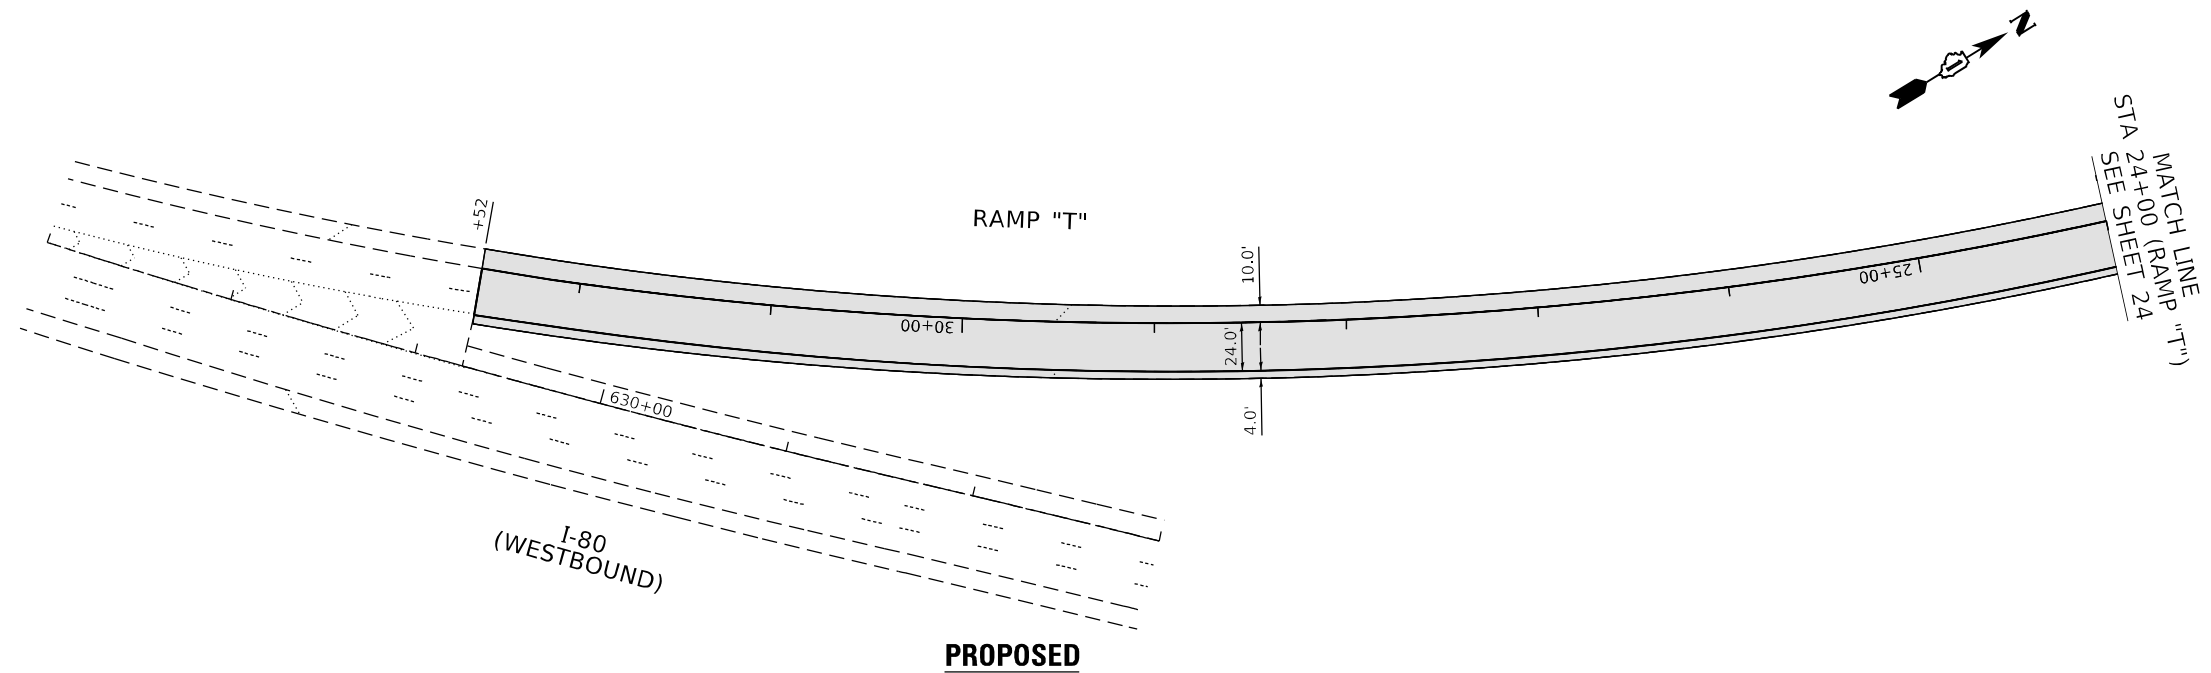 N
MATCH LINE
STA 24+00 (RAMP "T")
SEE SHEET 24
+52
RAMP "T"
10.0'
25+00
30+00
24.0'
4.0'
630+00
I-80
(WESTBOUND)
PROPOSED